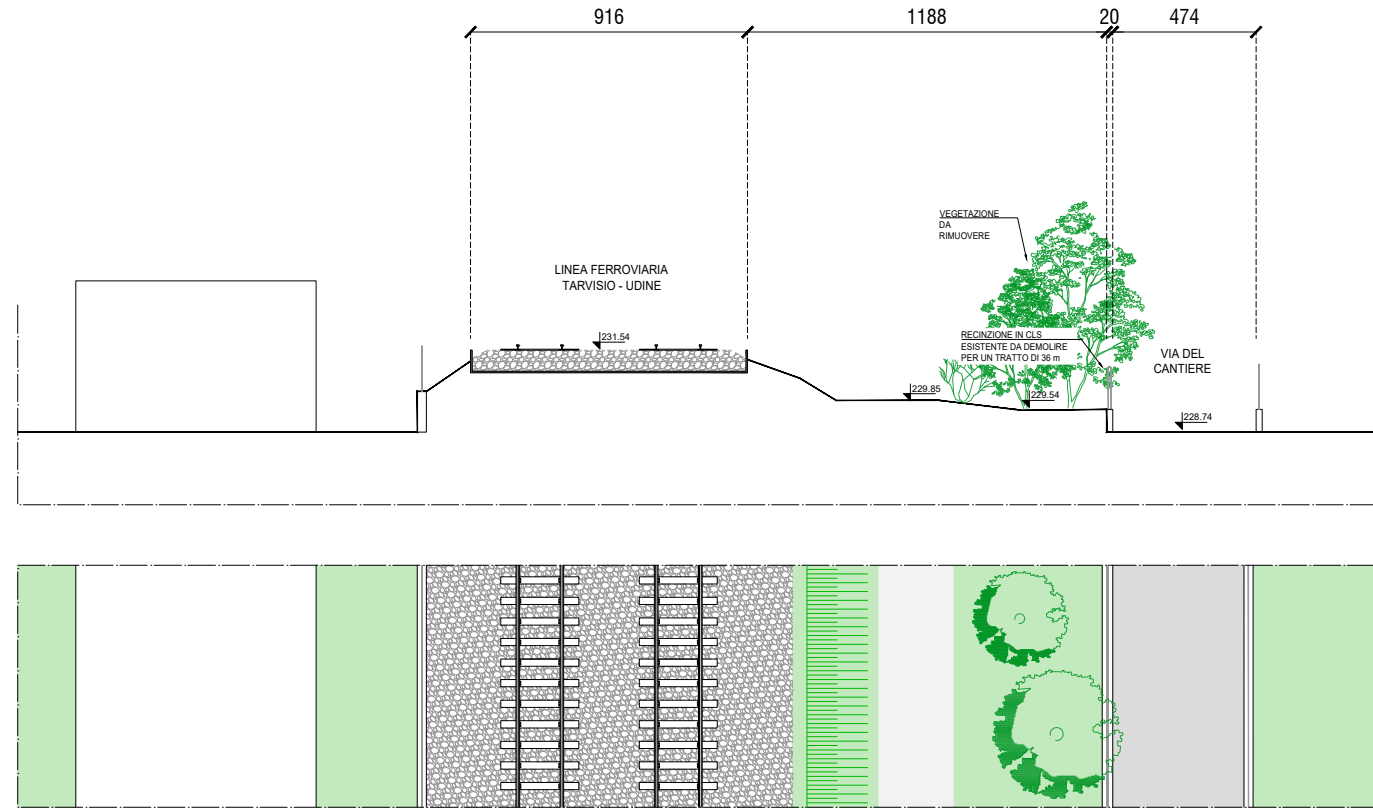 916
1188
20
474
VEGETAZIONE
DA
RIMUOVERE
LINEA FERROVIARIA
TARVISIO - UDINE
231.54
RECINZIONE IN CLS
ESISTENTE DA DEMOLIRE
PER UN TRATTO DI 36 m
VIA DEL
CANTIERE
229.85
229.54
228.74